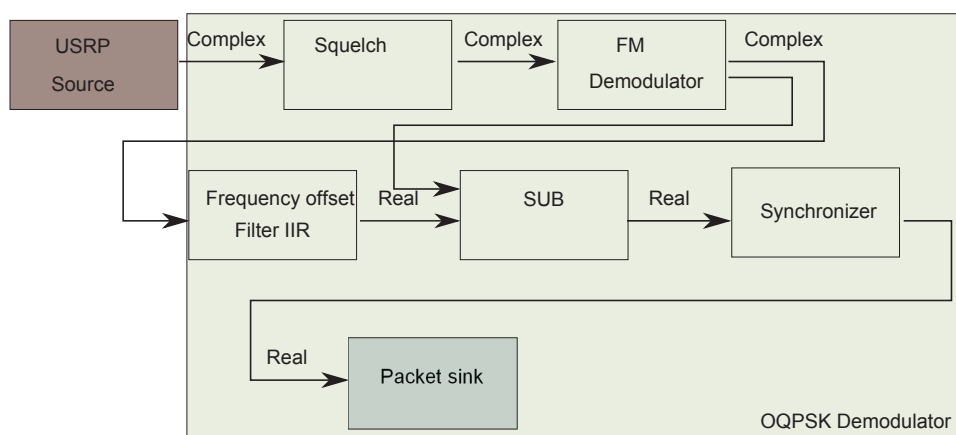 USRP
Source
Complex
Squelch
Complex
FM
Demodulator
Complex
Frequency offset
Filter IIR
Real
SUB
Real
Synchronizer
Real
Packet sink
OQPSK Demodulator